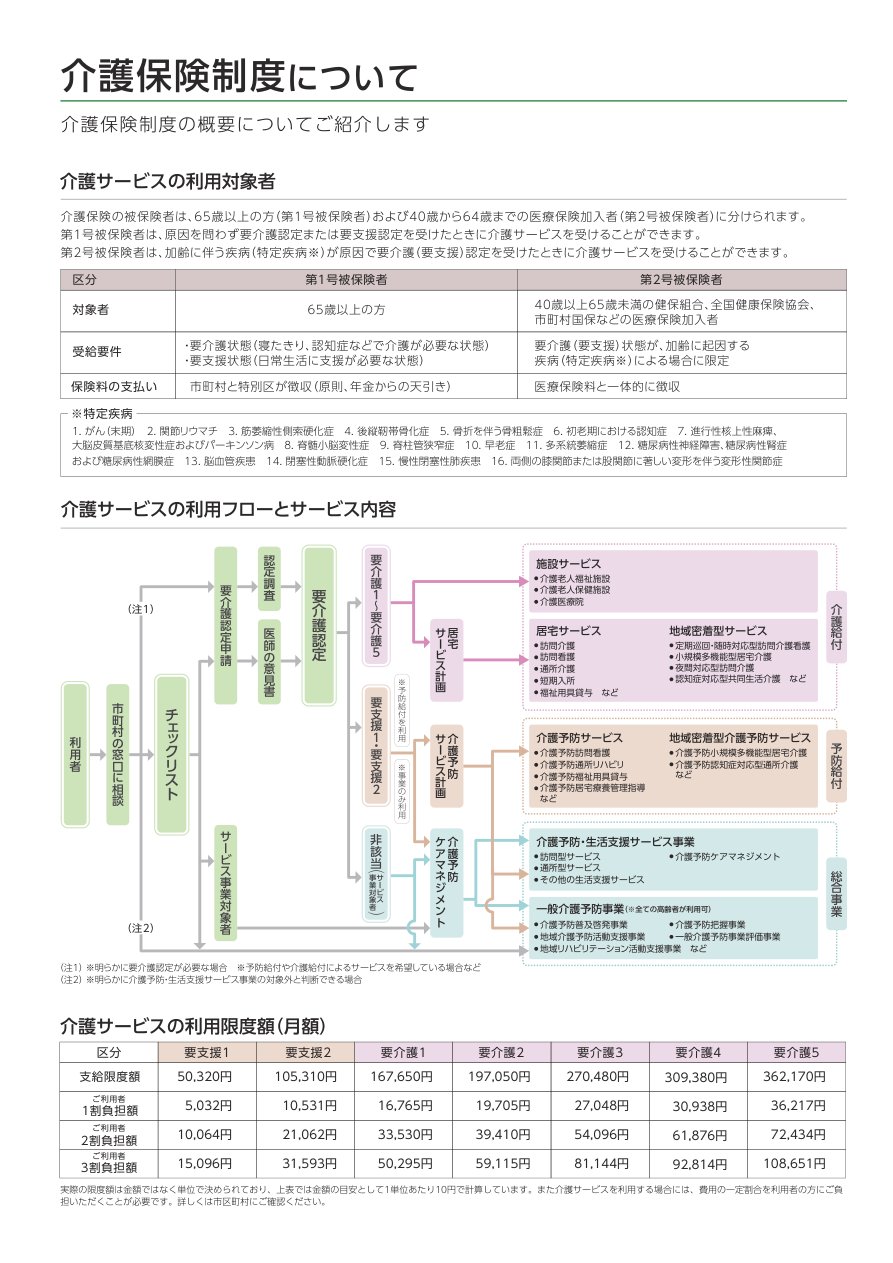 介護保険制度について
介護保険制度の概要についてご紹介します
介護サービスの利用対象者
介護保険の被保険者は、65歳以上の方(第1号被保険者)および40歳から64歳までの医療保険加入者(第2号被保険者)に分けられます。
第1号被保険者は、原因を問わず要介護認定または要支援認定を受けたときに介護サービスを受けることができます。
第2号被保険者は、加齢に伴う疾病(特定疾病※)が原因で要介護(要支援)認定を受けたときに介護サービスを受けることができます。
区分 第1号被保険者 第2号被保険者
対象者 65歳以上の方 40歳以上65歳未満の健保組合、全国健康保険協会、
市町村国保などの医療保険加入者
受給要件 ・要介護状態(寝たきり、認知症などで介護が必要な状態) 要介護(要支援)状態が、加齢に起因する
・要支援状態(日常生活に支援が必要な状態) 疾病(特定疾病※)による場合に限定
保険料の支払い 市町村と特別区が徴収(原則、年金からの天引き) 医療保険料と一体的に徴収
※特定疾病
1. がん(末期) 2. 関節リウマチ 3. 筋萎縮性側索硬化症 4. 後縦靭帯骨化症 5. 骨折を伴う骨粗鬆症 6. 初老期における認知症 7. 進行性核上性麻痺、
大脳皮質基底核変性症およびパーキンソン病 8. 脊髄小脳変性症 9. 脊柱管狭窄症 10. 早老症 11. 多系統萎縮症 12. 糖尿病性神経障害、糖尿病性腎症
および糖尿病性網膜症 13. 脳血管疾患 14. 閉塞性動脈硬化症 15. 慢性閉塞性肺疾患 16. 両側の膝関節または股関節に著しい変形を伴う変形性関節症
介護サービスの利用フローとサービス内容
利用者
市町村の窓口に相談
(注1)
(注2)
チェックリスト
要介護認定申請
サービス事業対象者
認定調査
医師の意見書
要介護認定
要介護1〜要介護5
要支援1・要支援2
非該当(サービス
事業対象者)
※予防給付を利用
※事業のみ利用
居宅
サービス計画
介護予防
サービス計画
介護予防
ケアマネジメント
施設サービス
●介護老人福祉施設
●介護老人保健施設
●介護医療院
居宅サービス
●訪問介護
●訪問看護
●通所介護
●短期入所
●福祉用具貸与 など
地域密着型サービス
●定期巡回・随時対応型訪問介護看護
●小規模多機能型居宅介護
●夜間対応型訪問介護
●認知症対応型共同生活介護 など
介護給付
介護予防サービス
●介護予防訪問看護
●介護予防通所リハビリ
●介護予防福祉用具貸与
●介護予防居宅療養管理指導
など
地域密着型介護予防サービス
●介護予防小規模多機能型居宅介護
●介護予防認知症対応型通所介護
など
予防給付
介護予防・生活支援サービス事業
●訪問型サービス ●介護予防ケアマネジメント
●通所型サービス
●その他の生活支援サービス
一般介護予防事業(※全ての高齢者が利用可)
●介護予防普及啓発事業 ●介護予防把握事業
●地域介護予防活動支援事業 ●一般介護予防事業評価事業
●地域リハビリテーション活動支援事業 など
総合事業
(注1) ※明らかに要介護認定が必要な場合 ※予防給付や介護給付によるサービスを希望している場合など
(注2) ※明らかに介護予防・生活支援サービス事業の対象外と判断できる場合
介護サービスの利用限度額(月額)
区分 要支援1 要支援2 要介護1 要介護2 要介護3 要介護4 要介護5
支給限度額 50,320円 105,310円 167,650円 197,050円 270,480円 309,380円 362,170円
ご利用者
1割負担額 5,032円 10,531円 16,765円 19,705円 27,048円 30,938円 36,217円
ご利用者
2割負担額 10,064円 21,062円 33,530円 39,410円 54,096円 61,876円 72,434円
ご利用者
3割負担額 15,096円 31,593円 50,295円 59,115円 81,144円 92,814円 108,651円
実際の限度額は金額ではなく単位で決められており、上表では金額の目安として1単位あたり10円で計算しています。また介護サービスを利用する場合には、費用の一定割合を利用者の方にご負
担いただくことが必要です。詳しくは市区町村にご確認ください。